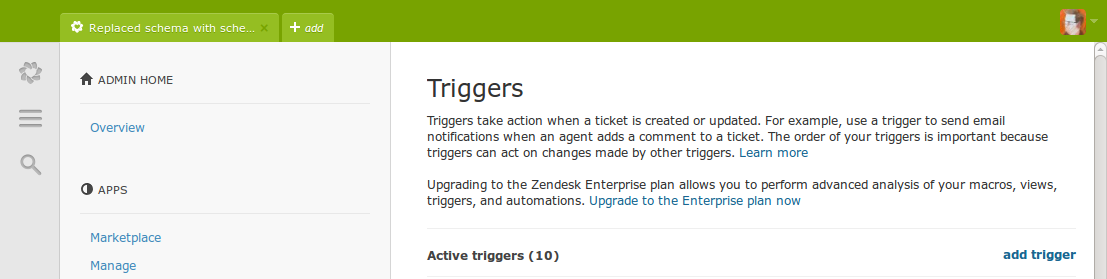 Replaced schema with sche... ×
add
ADMIN HOME
Overview
APPS
Marketplace
Manage
Triggers
Triggers take action when a ticket is created or updated. For example, use a trigger to send email
notifications when an agent adds a comment to a ticket. The order of your triggers is important because
triggers can act on changes made by other triggers. Learn more
Upgrading to the Zendesk Enterprise plan allows you to perform advanced analysis of your macros, views,
triggers, and automations. Upgrade to the Enterprise plan now
Active triggers (10)
add trigger